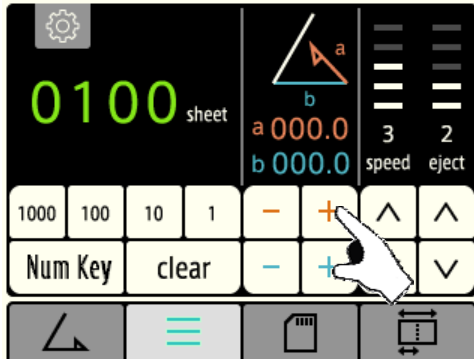 a
b
0100 sheet
a 000.0
b 000.0
3 2
speed eject
1000 100 10 1 − +
Num Key clear − +